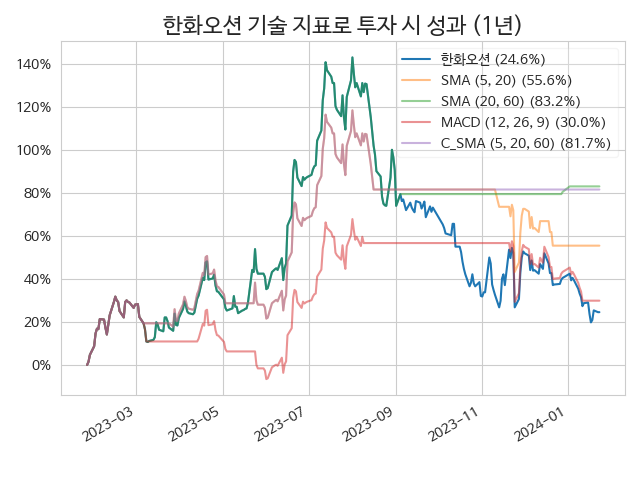 한화오션 기술 지표로 투자 시 성과 (1년)
한화오션 (24.6%)
SMA (5, 20) (55.6%)
SMA (20, 60) (83.2%)
MACD (12, 26, 9) (30.0%)
C_SMA (5, 20, 60) (81.7%)
140%
120%
100%
80%
60%
40%
20%
0%
2023-03
2023-05
2023-07
2023-09
2023-11
2024-01